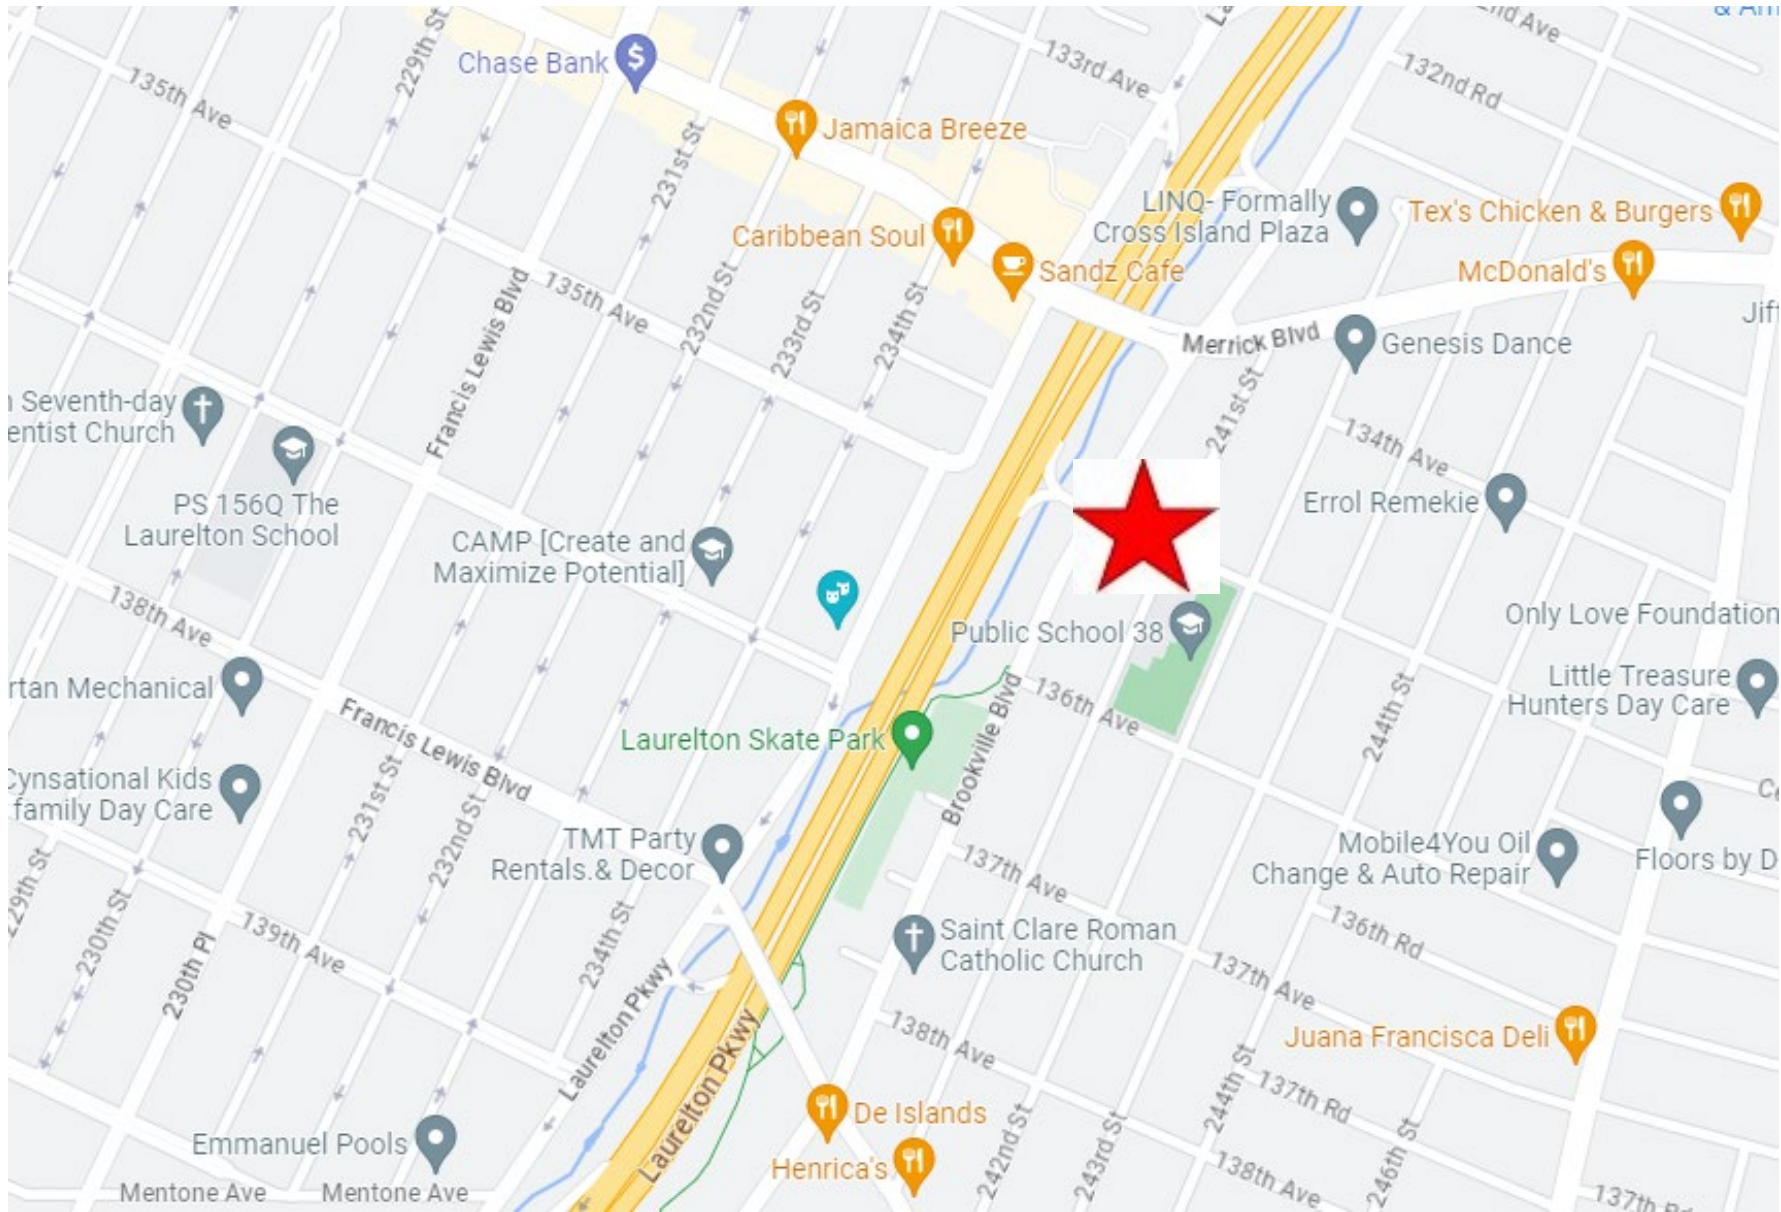 & Am
2nd Ave
133rd Ave
132nd Rd
229th St
Chase Bank
135th Ave
Jamaica Breeze
231st St
LINQ- Formally
Cross Island Plaza
Tex's Chicken & Burgers
Caribbean Soul
Sandz Cafe
McDonald's
135th Ave
Francis Lewis Blvd
232nd St
233rd St
234th St
Merrick Blvd
Genesis Dance
Jiff
n Seventh-day
entist Church
241st St
134th Ave
PS 156Q The
Laurelton School
Errol Remekie
CAMP [Create and
Maximize Potential]
138th Ave
Public School 38
Only Love Foundation
rtan Mechanical
Little Treasure
Hunters Day Care
136th Ave
244th St
Francis Lewis Blvd
Laurelton Skate Park
Brookville Blvd
Cynsational Kids
family Day Care
231st St
232nd St
TMT Party
Rentals.& Decor
Mobile4You Oil
Change & Auto Repair
Floors by D
137th Ave
229th St
230th St
230th Pl
139th Ave
234th St
Saint Clare Roman
Catholic Church
136th Rd
137th Ave
Laurelton Pkwy
Laurelton Pkwy
138th Ave
Juana Francisca Deli
244th St
137th Rd
De Islands
Emmanuel Pools
Henrica's
242nd St
243rd St
138th Ave
246th St
Mentone Ave
Mentone Ave
137th Rd